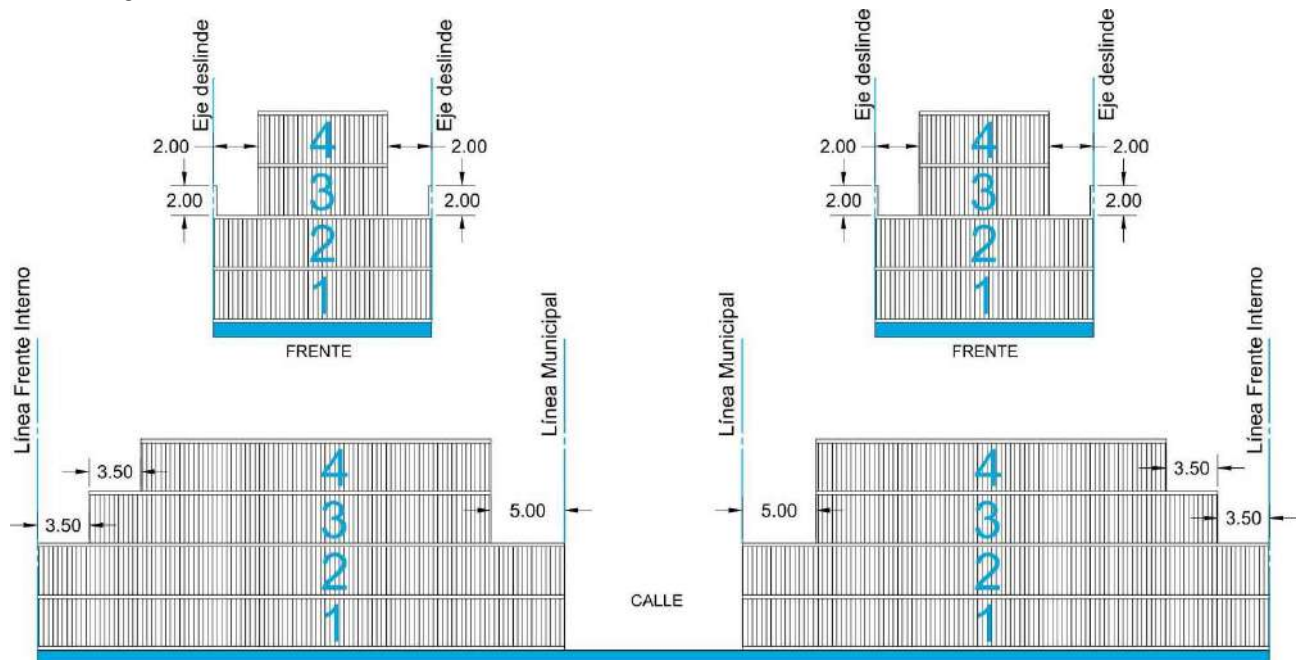 Eje deslinde
Eje deslinde
2.00
2.00
2.00
2.00
4
3
2
1
FRENTE
Eje deslinde
Eje deslinde
2.00
2.00
2.00
2.00
4
3
2
1
FRENTE
Línea Frente Interno
Línea Municipal
3.50
3.50
5.00
4
3
2
1
CALLE
Línea Municipal
Línea Frente Interno
5.00
3.50
3.50
4
3
2
1